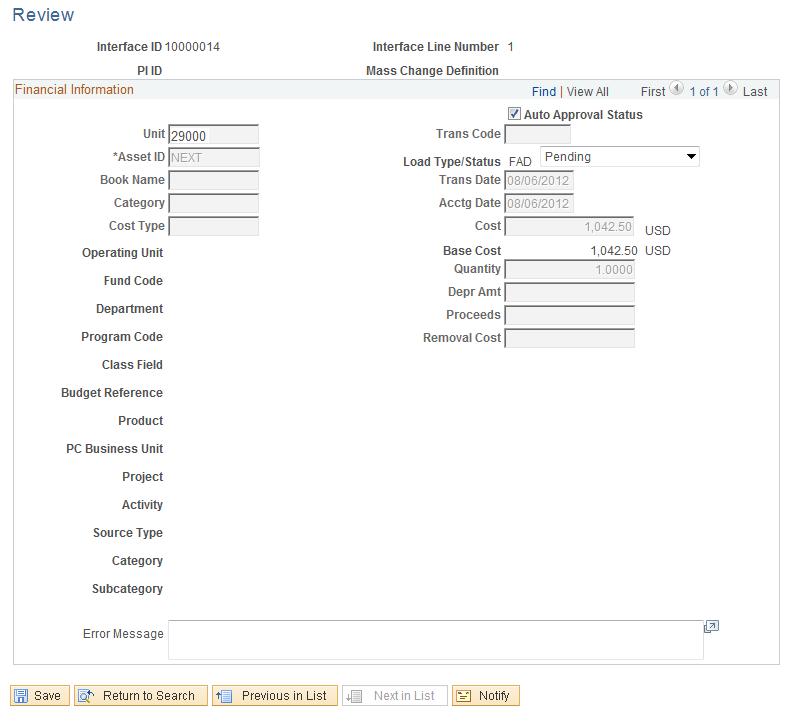 Review
Interface ID 10000014 Interface Line Number 1
PI ID Mass Change Definition
Financial Information Find | View All First 1 of 1 Last
Auto Approval Status
Unit 29000 Trans Code
*Asset ID NEXT Load Type/Status FAD Pending
Book Name Trans Date 08/06/2012
Category Acctg Date 08/06/2012
Cost Type Cost 1,042.50 USD
Operating Unit Base Cost 1,042.50 USD
Quantity 1.0000
Fund Code Depr Amt
Department Proceeds
Program Code Removal Cost
Class Field
Budget Reference
Product
PC Business Unit
Project
Activity
Source Type
Category
Subcategory
Error Message
Save Return to Search Previous in List Next in List Notify